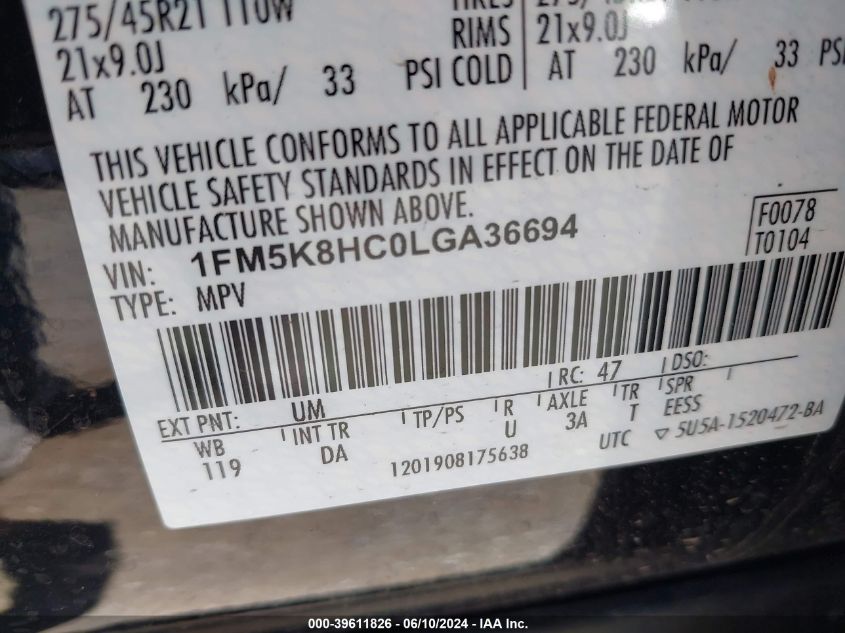 275/45R21 110W
RIMS 21x9.0J
21x9.0J
AT 230 kPa/ 33 PSI COLD AT 230 kPa/ 33 PSI
THIS VEHICLE CONFORMS TO ALL APPLICABLE FEDERAL MOTOR
VEHICLE SAFETY STANDARDS IN EFFECT ON THE DATE OF
MANUFACTURE SHOWN ABOVE.
F0078
VIN: 1FM5K8HC0LGA36694
T0104
TYPE: MPV
RC: 47 DSO:
EXT PNT: UM
WB INT TR TP/PS R AXLE TR SPR
119 DA U 3A T EESS
1201908175638
UTC ▽ 5U5A-1520472-BA
000-39611826 / 06/10/2024 - IAA Inc.